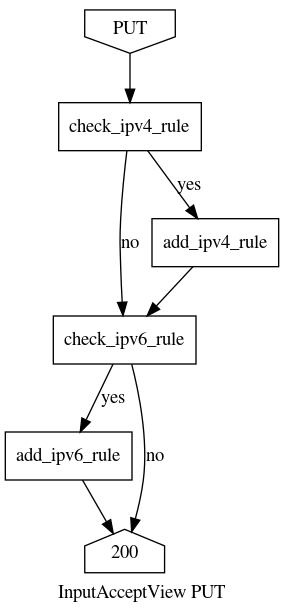 PUT
check_ipv4_rule
yes
no
add_ipv4_rule
check_ipv6_rule
yes
add_ipv6_rule
no
200
InputAcceptView PUT